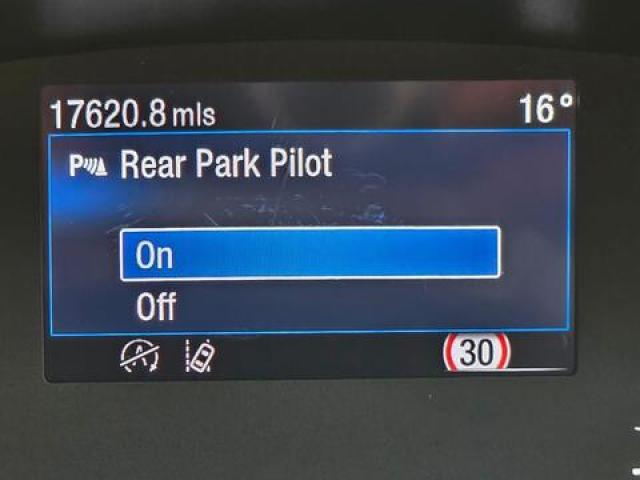 17620.8 mls 16°
P Rear Park Pilot
On
Off
A 30